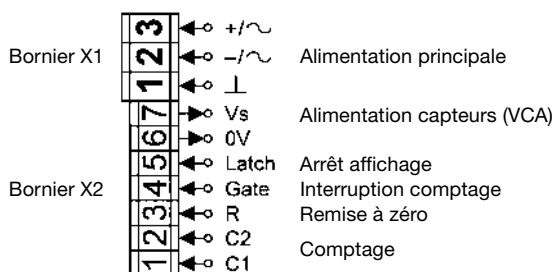 3 +/~
Bornier X1 2 –/~ Alimentation principale
1 ⊥
7 Vs Alimentation capteurs (VCA)
6 0V
5 Latch Arrêt affichage
Bornier X2 4 Gate Interruption comptage
3 R Remise à zéro
2 C2
Comptage
1 C1